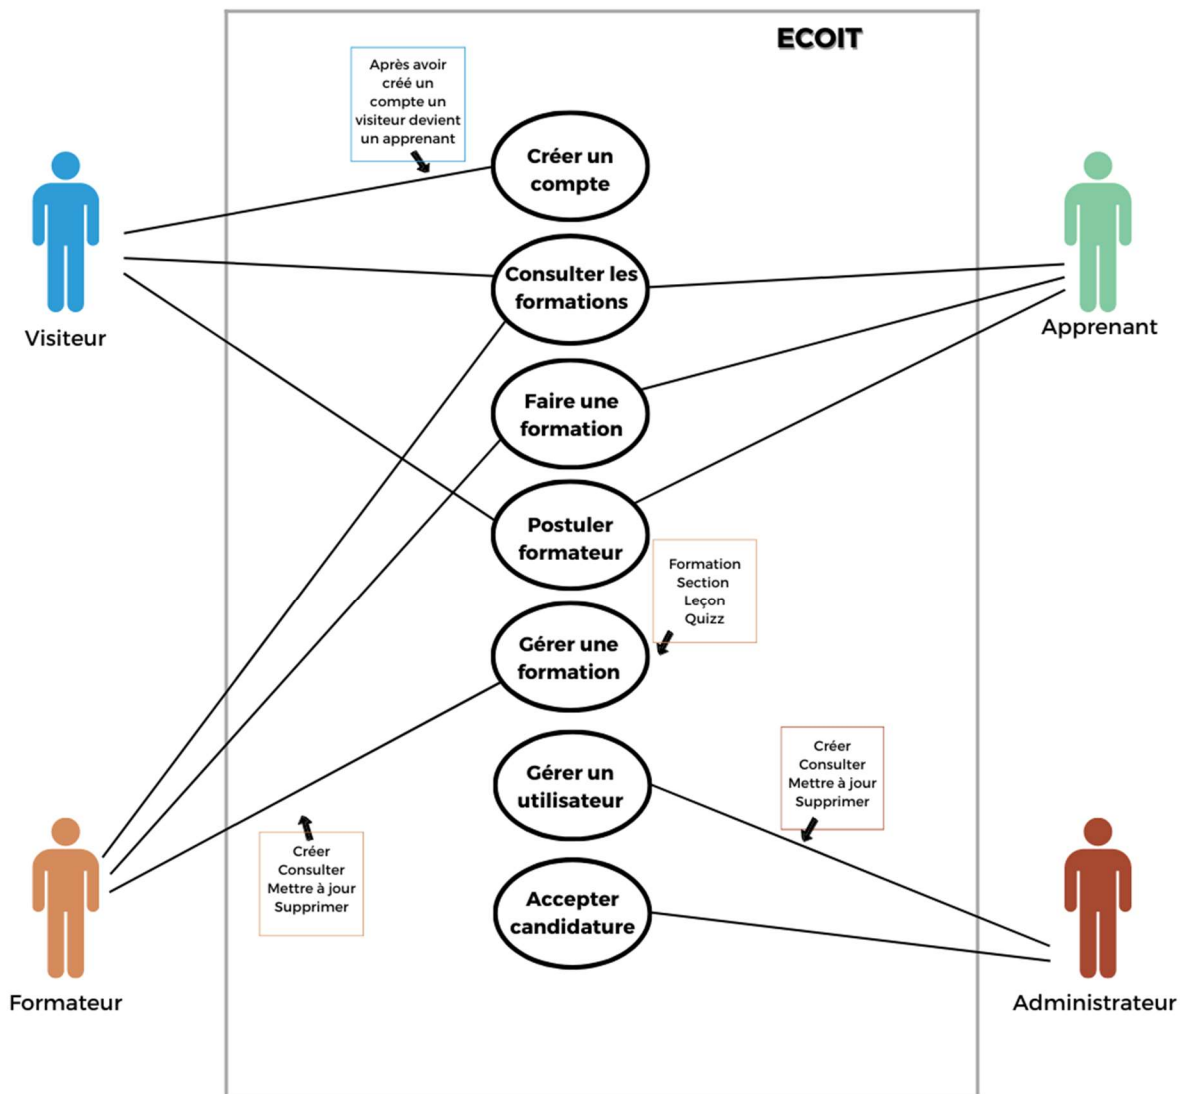 ECOIT
Après avoir
créé un
compte un
visiteur devient
un apprenant
Créer un
compte
Consulter les
formations
Visiteur
Apprenant
Faire une
formation
Postuler
formateur
Formation
Section
Leçon
Quizz
Gérer une
formation
Gérer un
utilisateur
Créer
Consulter
Mettre à jour
Supprimer
Créer
Consulter
Mettre à jour
Supprimer
Accepter
candidature
Formateur
Administrateur